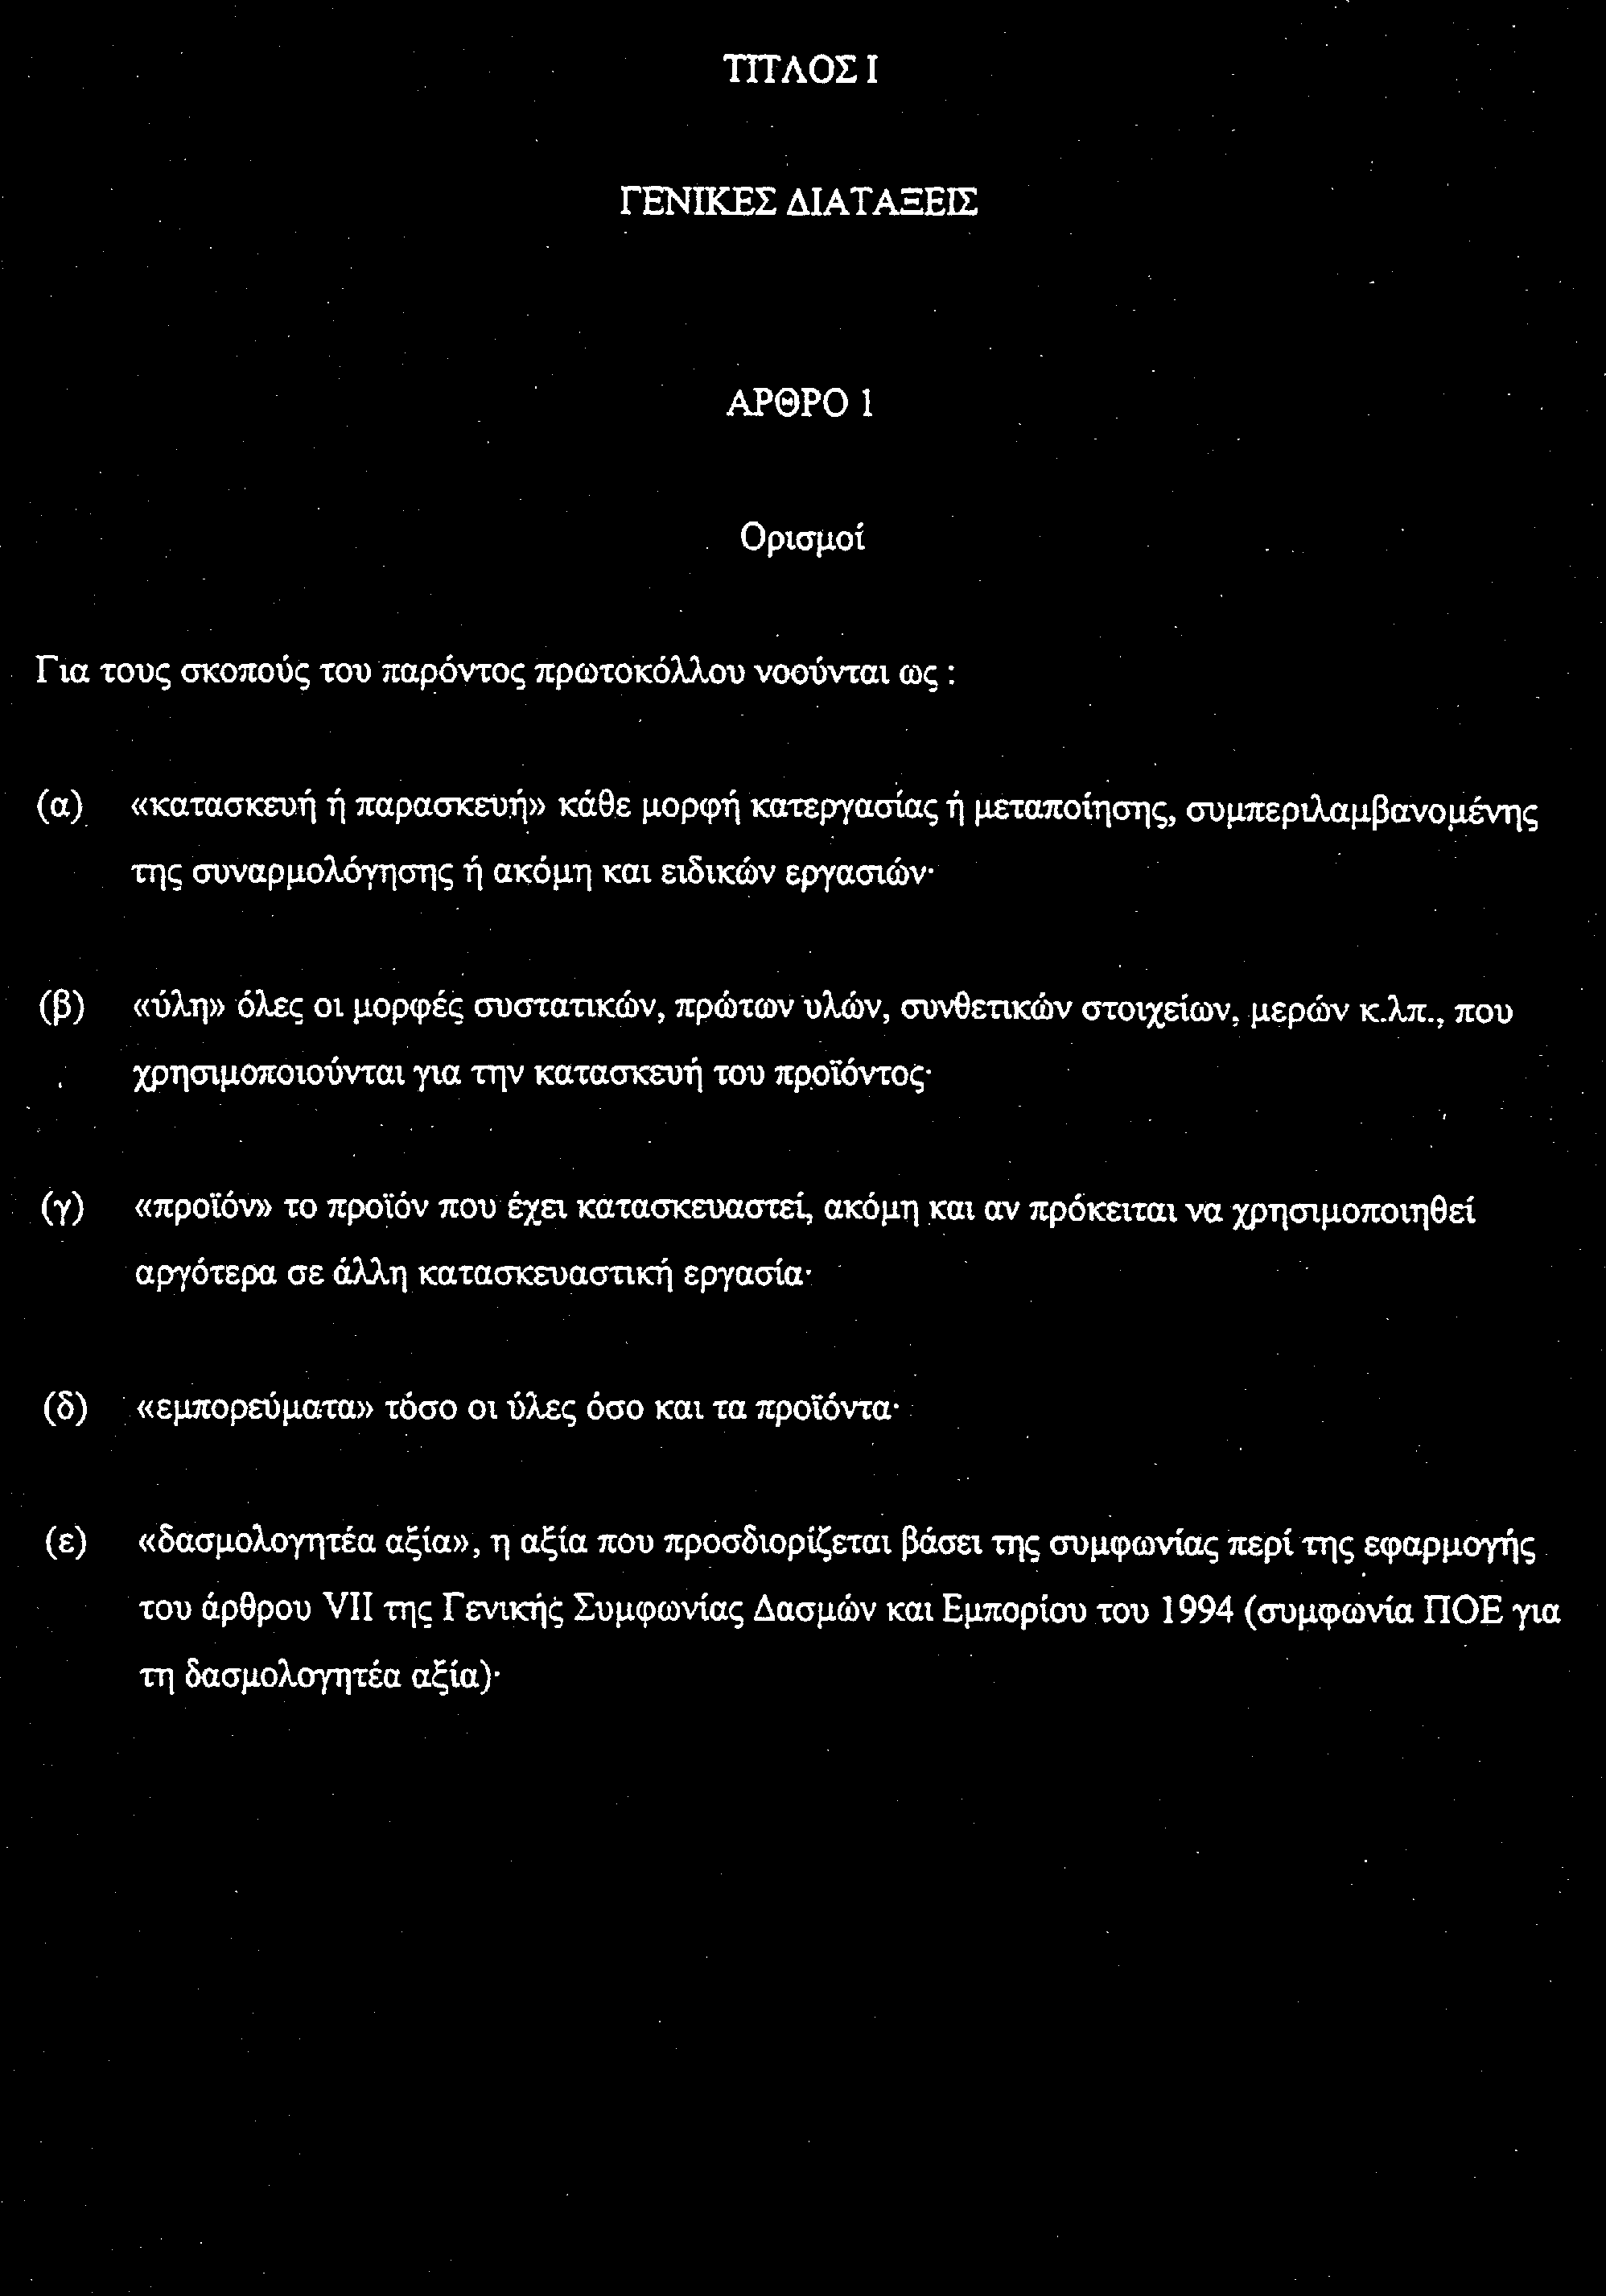 ΤΙΤΛΟΣ Ι
ΓΕΝΙΚΕΣ ΔΙΑΤΑΞΕΙΣ
ΑΡΘΡΟ 1
Ορισμοί
Για τους σκοπούς του παρόντος πρωτοκόλλου νοούνται ως :
(α) «κατασκευή ή παρασκευή» κάθε μορφή κατεργασίας ή μεταποίησης, συμπεριλαμβανομένης
της συναρμολόγησης ή ακόμη και ειδικών εργασιών·
(β) «ύλη» όλες οι μορφές συστατικών, πρώτων υλών, συνθετικών στοιχείων, μερών κ.λπ., που
χρησιμοποιούνται για την κατασκευή του προϊόντος·
(γ) «προϊόν» το προϊόν που έχει κατασκευαστεί, ακόμη και αν πρόκειται να χρησιμοποιηθεί
αργότερα σε άλλη κατασκευαστική εργασία·
(δ) «εμπορεύματα» τόσο οι ύλες όσο και τα προϊόντα·
(ε) «δασμολογητέα αξία», η αξία που προσδιορίζεται βάσει της συμφωνίας περί της εφαρμογής
του άρθρου VII της Γενικής Συμφωνίας Δασμών και Εμπορίου του 1994 (συμφωνία ΠΟΕ για
τη δασμολογητέα αξία)·